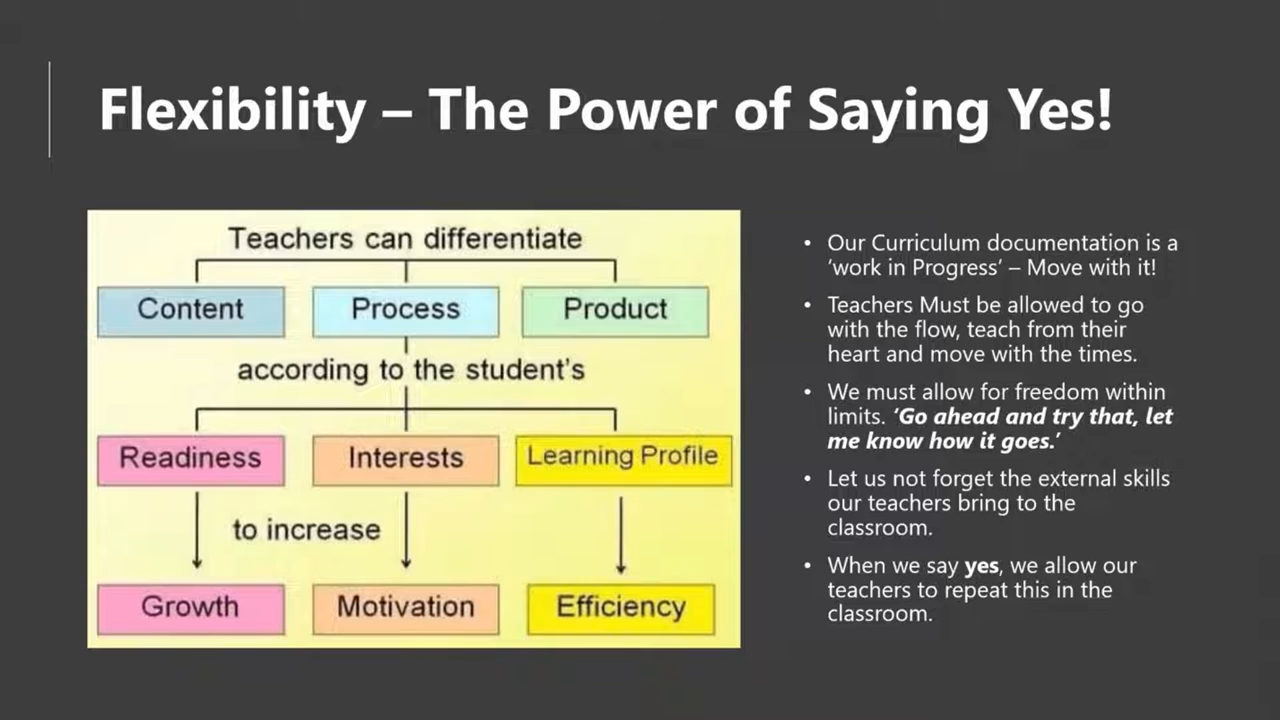 Flexibility – The Power of Saying Yes!
Teachers can differentiate
Content
Process
Product
according to the student's
Readiness
Interests
Learning Profile
to increase
Growth
Motivation
Efficiency
• Our Curriculum documentation is a
‘work in Progress’ – Move with it!
• Teachers Must be allowed to go
with the flow, teach from their
heart and move with the times.
• We must allow for freedom within
limits. ‘Go ahead and try that, let
me know how it goes.’
• Let us not forget the external skills
our teachers bring to the
classroom.
• When we say yes, we allow our
teachers to repeat this in the
classroom.